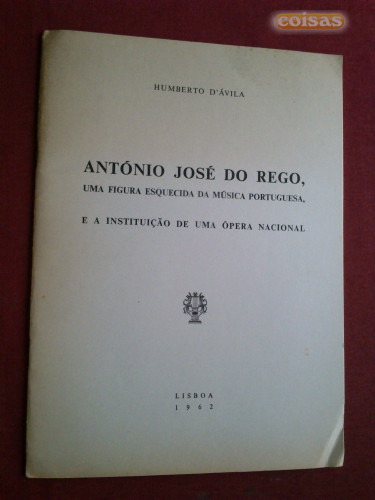 coisas
HUMBERTO D'ÁVILA
ANTÓNIO JOSÉ DO REGO,
UMA FIGURA ESQUECIDA DA MÚSICA PORTUGUESA,
E A INSTITUIÇÃO DE UMA ÓPERA NACIONAL
LISBOA
1962